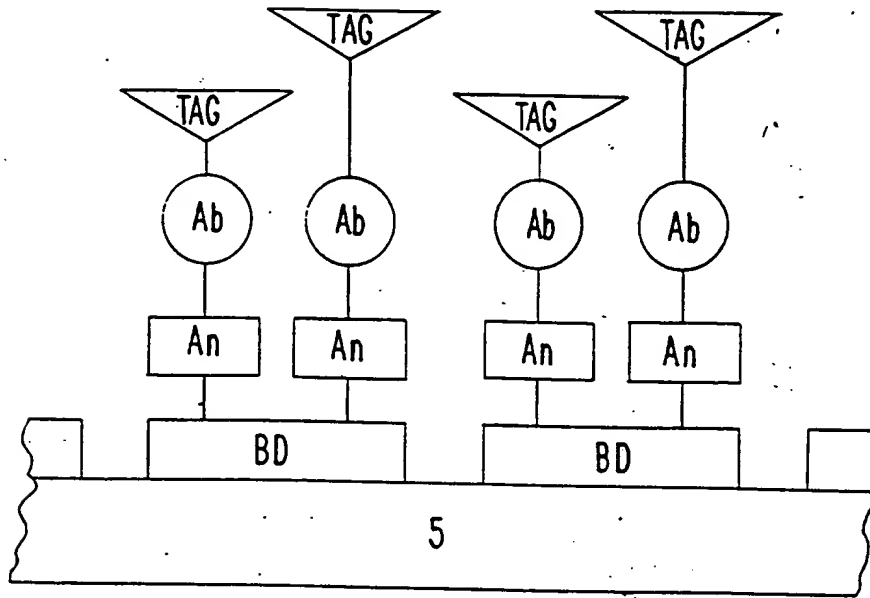 TAG TAG
TAG TAG
Ab Ab Ab Ab
An An An An
BD BD
5